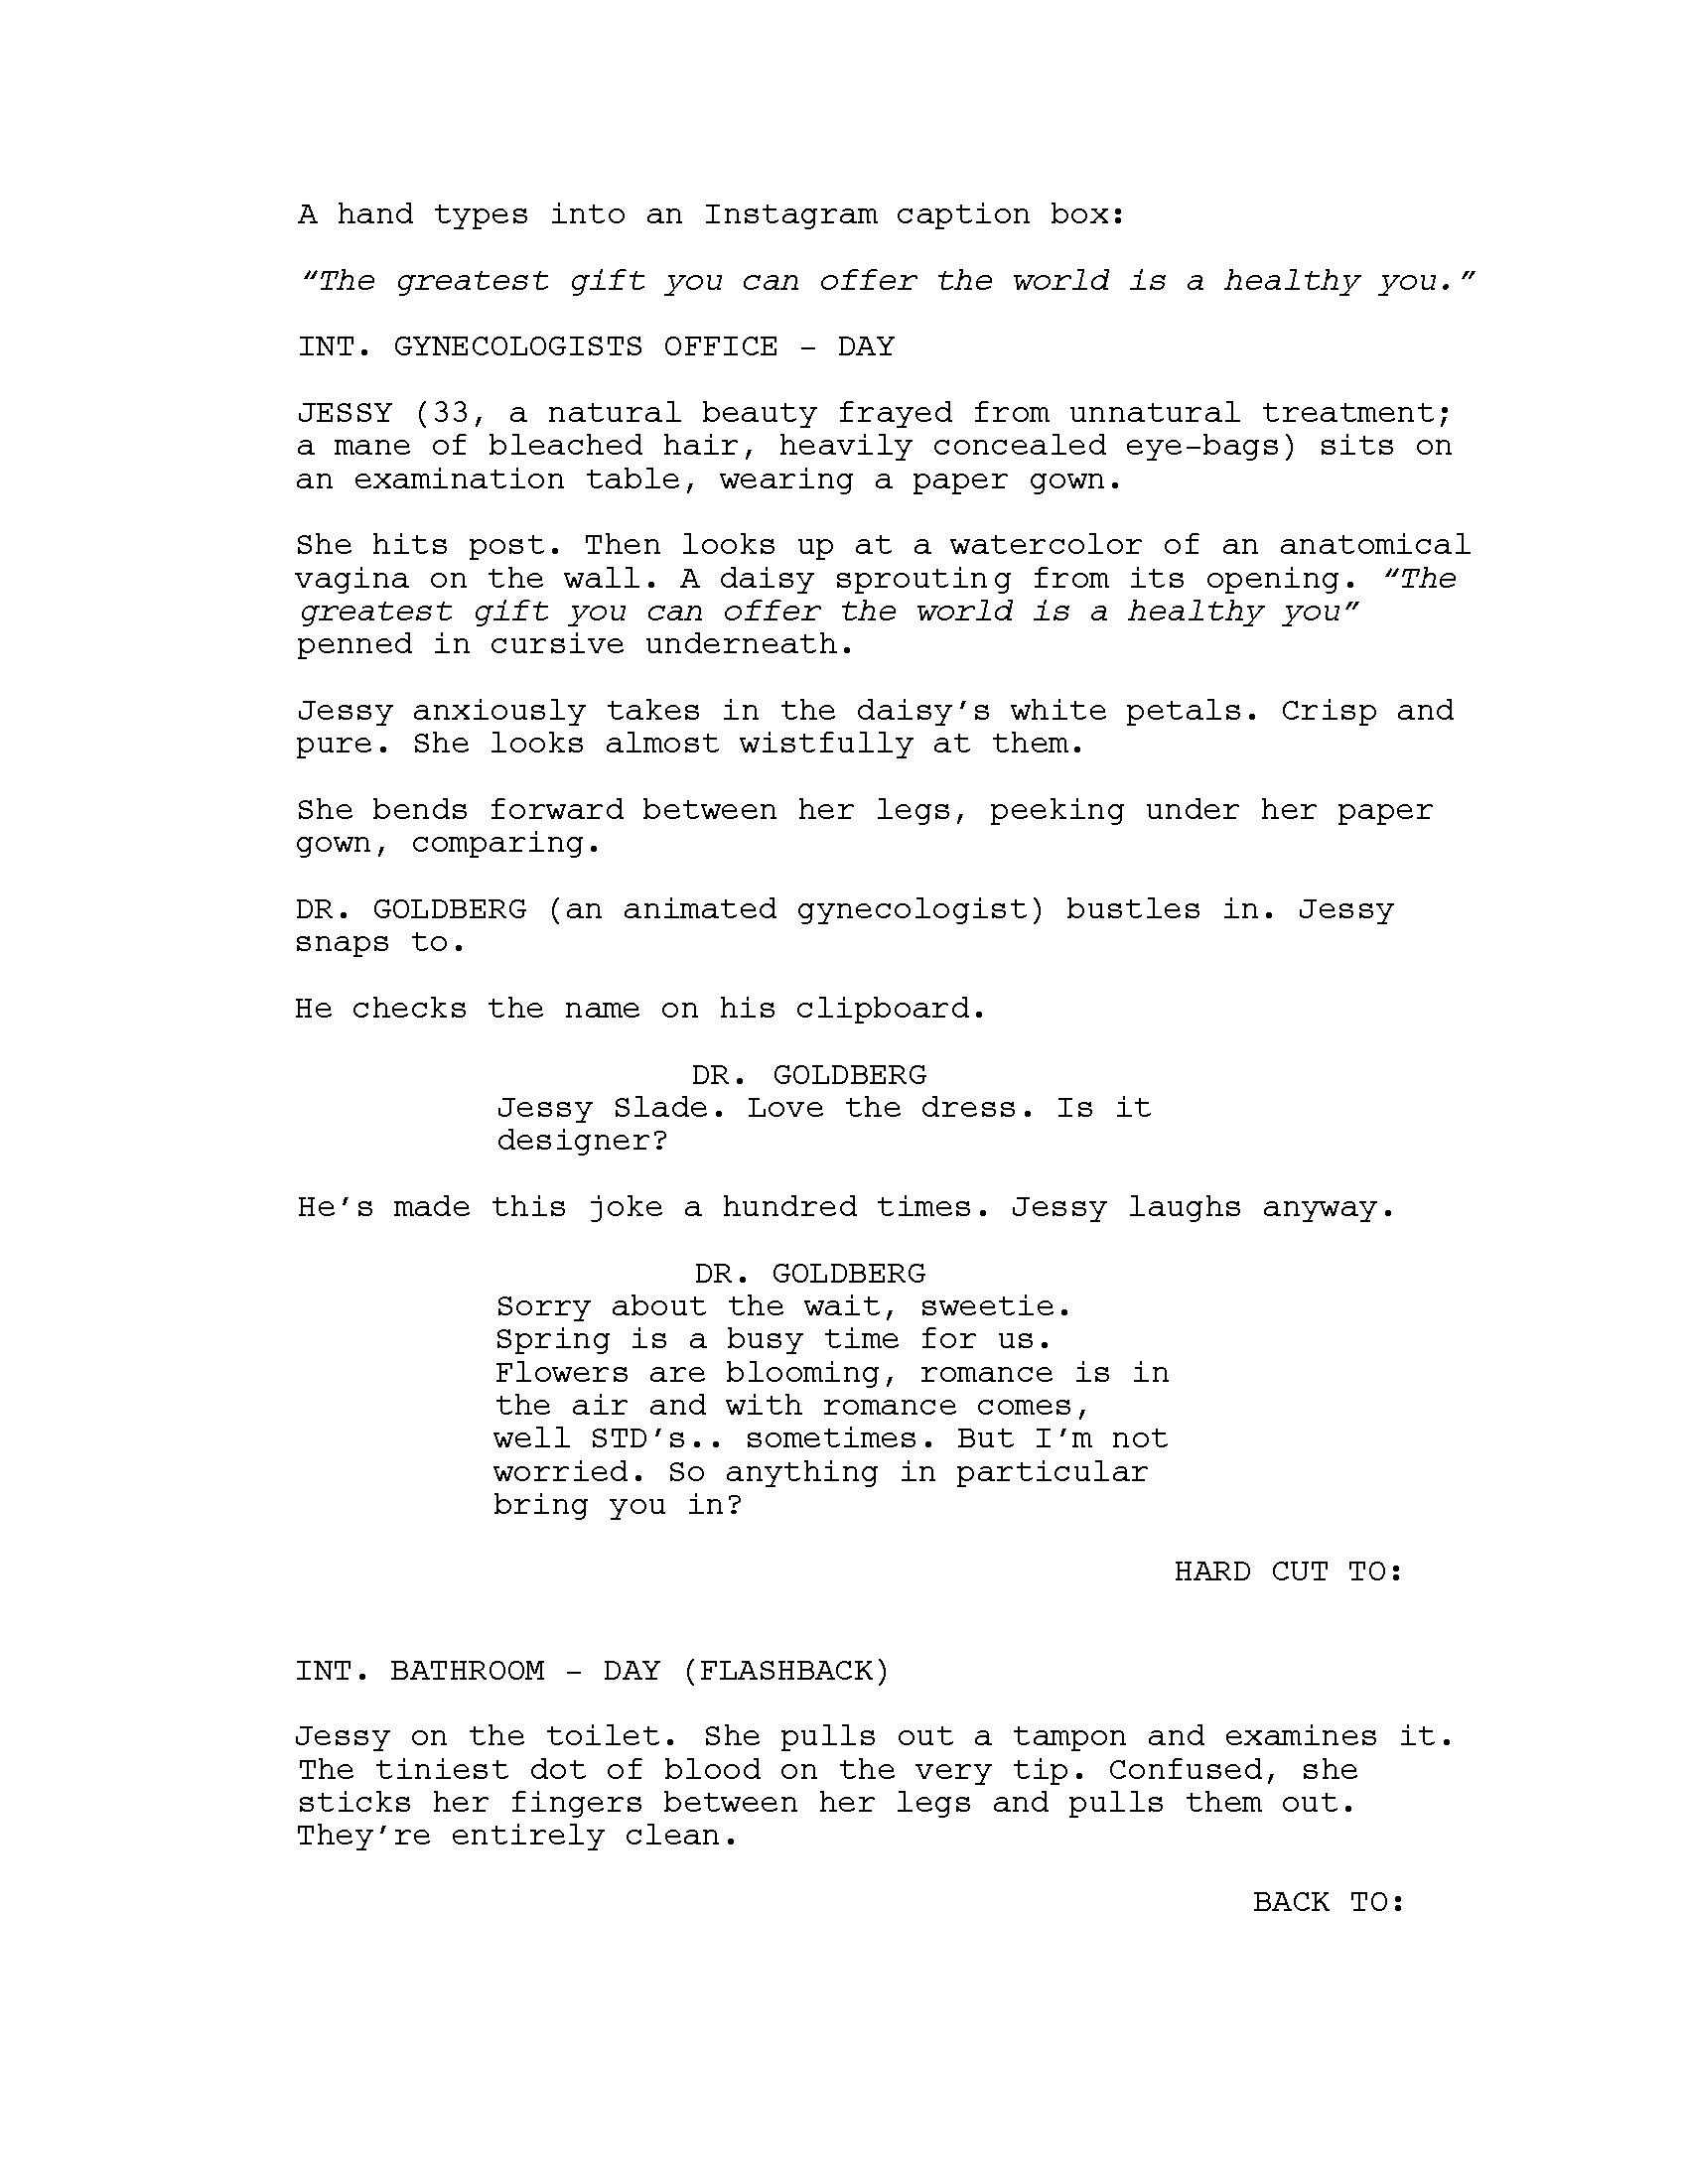 A hand types into an Instagram caption box:
“The greatest gift you can offer the world is a healthy you.”
INT. GYNECOLOGISTS OFFICE - DAY
JESSY (33, a natural beauty frayed from unnatural treatment;
a mane of bleached hair, heavily concealed eye-bags) sits on
an examination table, wearing a paper gown.
She hits post. Then looks up at a watercolor of an anatomical
vagina on the wall. A daisy sprouting from its opening. “The
greatest gift you can offer the world is a healthy you”
penned in cursive underneath.
Jessy anxiously takes in the daisy’s white petals. Crisp and
pure. She looks almost wistfully at them.
She bends forward between her legs, peeking under her paper
gown, comparing.
DR. GOLDBERG (an animated gynecologist) bustles in. Jessy
snaps to.
He checks the name on his clipboard.
DR. GOLDBERG
Jessy Slade. Love the dress. Is it
designer?
He’s made this joke a hundred times. Jessy laughs anyway.
DR. GOLDBERG
Sorry about the wait, sweetie.
Spring is a busy time for us.
Flowers are blooming, romance is in
the air and with romance comes,
well STD’s.. sometimes. But I’m not
worried. So anything in particular
bring you in?
HARD CUT TO:
INT. BATHROOM - DAY (FLASHBACK)
Jessy on the toilet. She pulls out a tampon and examines it.
The tiniest dot of blood on the very tip. Confused, she
sticks her fingers between her legs and pulls them out.
They’re entirely clean.
BACK TO: